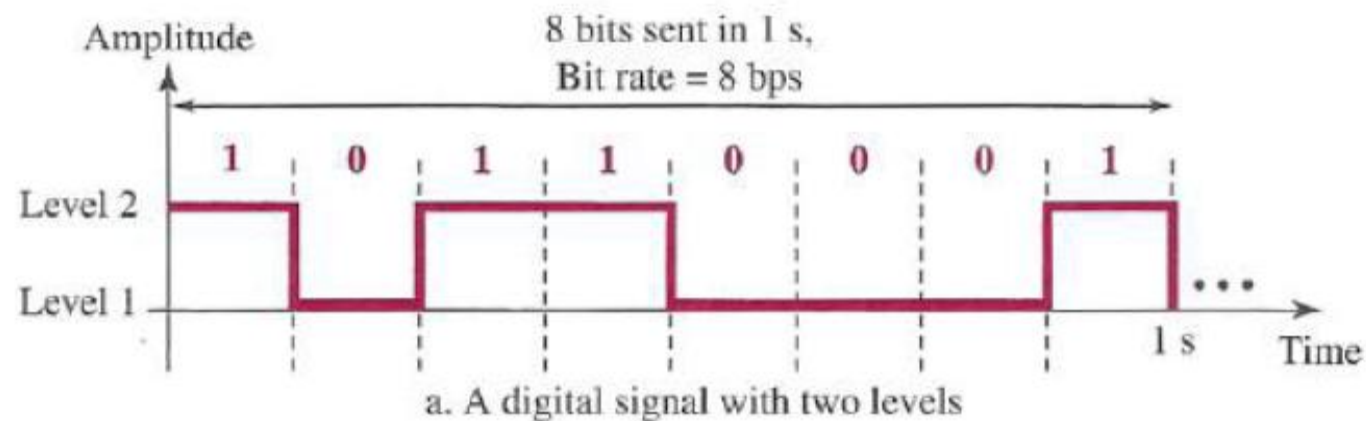 8 bits sent in 1 s,
Amplitude
Bit rate = 8 bps
1 0 1 1 0 0 0 1
Level 2
Level 1
...
1 s
Time
a. A digital signal with two levels